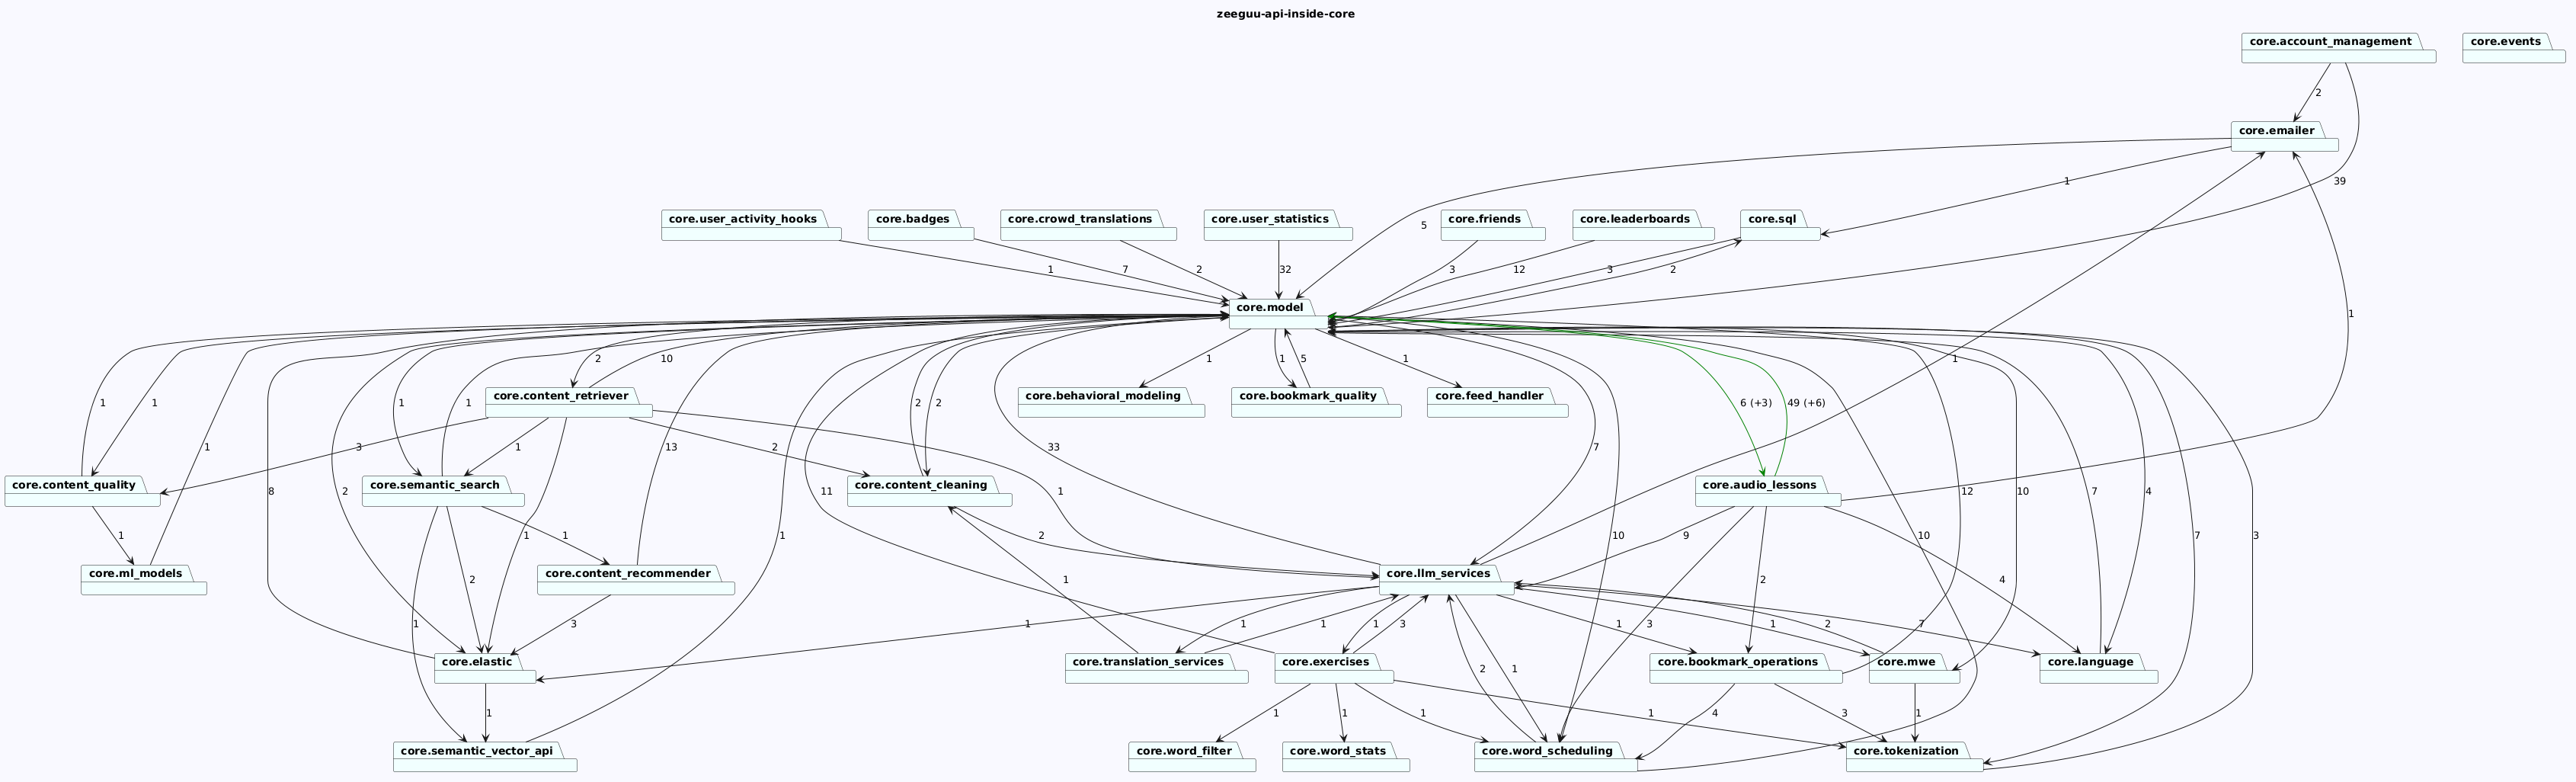 zeeguu-api-inside-core
core.account_management
core.events
2
core.emailer
1
39
core.user_activity_hooks
core.badges
core.crowd_translations
core.user_statistics
core.friends
core.leaderboards
core.sql
5
1
7
2
32
3
12
3
2
core.model
1
2
10
1
1
5
1
1
core.content_retriever
core.behavioral_modeling
core.bookmark_quality
core.feed_handler
1
1
1
1
2
2
6 (+3)
49 (+6)
1
3
1
13
2
33
7
core.content_quality
core.semantic_search
core.content_cleaning
core.audio_lessons
8
2
11
1
12
10
7
4
1
1
1
1
2
9
10
10
7
3
core.ml_models
core.content_recommender
core.llm_services
2
1
2
4
1
3
1
1
1
1
3
1
3
1
2
7
core.elastic
core.translation_services
core.exercises
core.bookmark_operations
core.mwe
core.language
2
1
1
1
1
1
1
4
3
1
core.semantic_vector_api
core.word_filter
core.word_stats
core.word_scheduling
core.tokenization